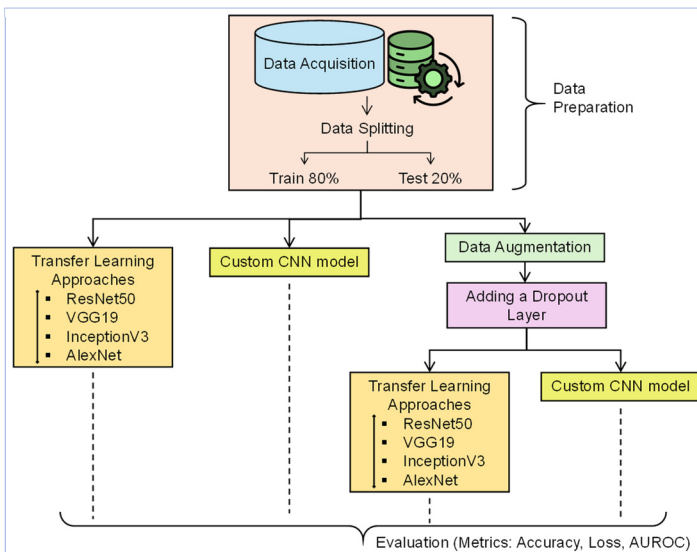 Data Acquisition
Data Splitting
Train 80%
Test 20%
Data
Preparation
Transfer Learning
Approaches
▪ ResNet50
▪ VGG19
▪ InceptionV3
▪ AlexNet
Custom CNN model
Data Augmentation
Adding a Dropout
Layer
Transfer Learning
Approaches
▪ ResNet50
▪ VGG19
▪ InceptionV3
▪ AlexNet
Custom CNN model
Evaluation (Metrics: Accuracy, Loss, AUROC)